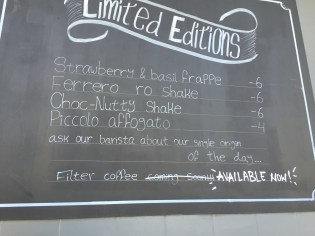 Limited Editions
Strawberry & basil frappe -6
Ferrero ro shake -6
Choc-Nutty Shake -6
Piccolo affogato -4
ask our barista about our single origin
of the day...
Filter coffee coming soon!! AVAILABLE NOW!